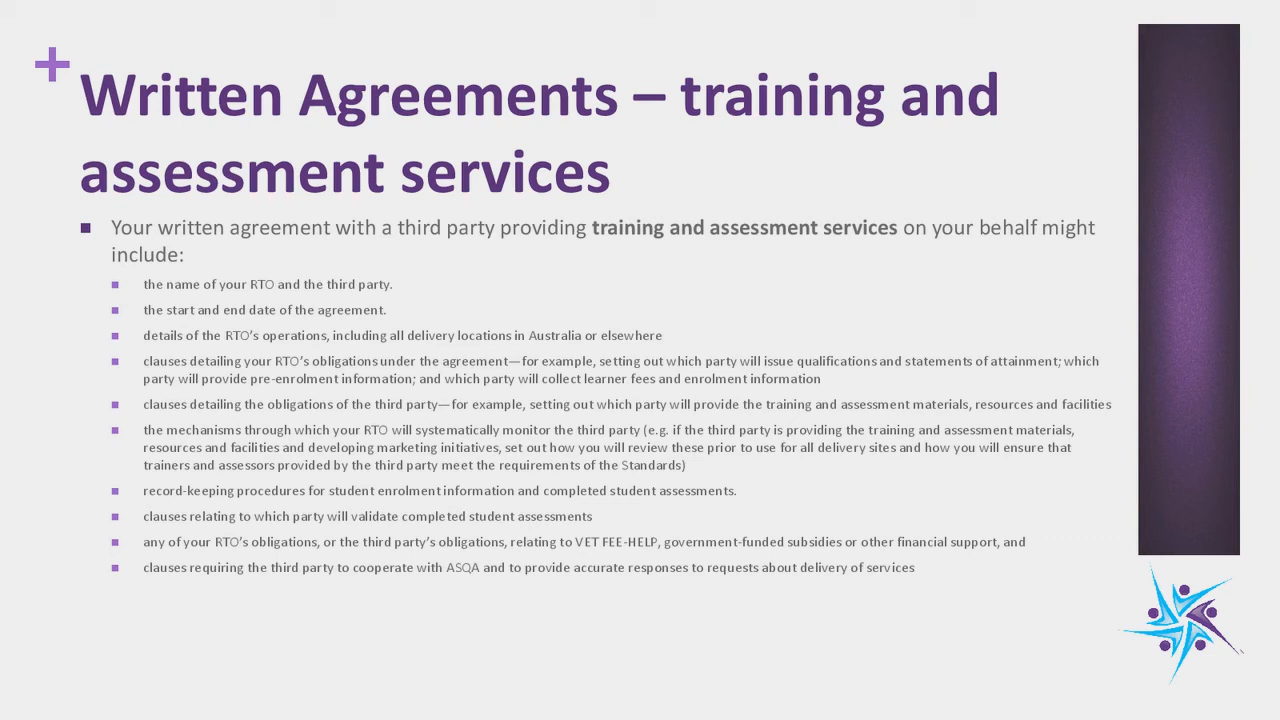 +
Written Agreements – training and
assessment services
Your written agreement with a third party providing training and assessment services on your behalf might
include:
the name of your RTO and the third party.
the start and end date of the agreement.
details of the RTO's operations, including all delivery locations in Australia or elsewhere
clauses detailing your RTO's obligations under the agreement—for example, setting out which party will issue qualifications and statements of attainment; which
party will provide pre-enrolment information; and which party will collect learner fees and enrolment information
clauses detailing the obligations of the third party—for example, setting out which party will provide the training and assessment materials, resources and facilities
the mechanisms through which your RTO will systematically monitor the third party (e.g. if the third party is providing the training and assessment materials,
resources and facilities and developing marketing initiatives, set out how you will review these prior to use for all delivery sites and how you will ensure that
trainers and assessors provided by the third party meet the requirements of the Standards)
record-keeping procedures for student enrolment information and completed student assessments.
clauses relating to which party will validate completed student assessments
any of your RTO's obligations, or the third party's obligations, relating to VET FEE-HELP, government-funded subsidies or other financial support, and
clauses requiring the third party to cooperate with ASQA and to provide accurate responses to requests about delivery of services